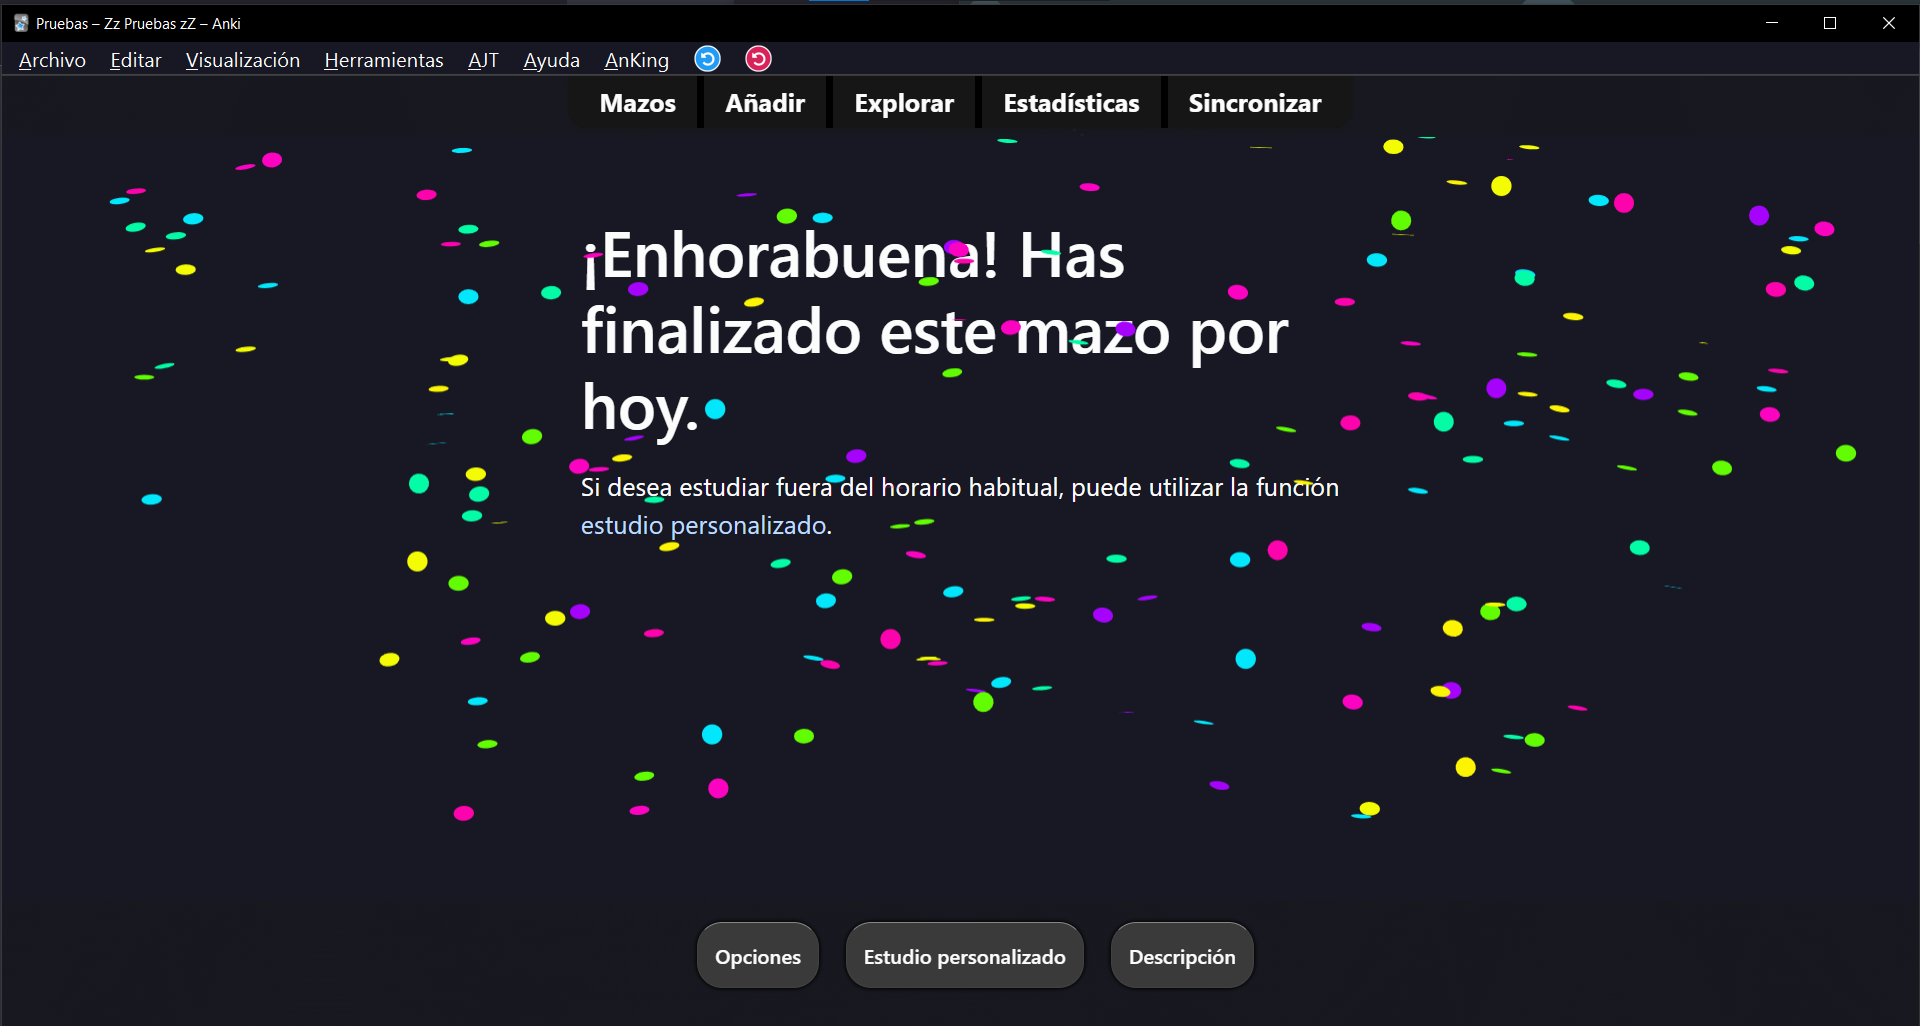 Pruebas – Zz Pruebas zZ – Anki
Archivo Editar Visualización Herramientas AJT Ayuda AnKing
Mazos Añadir Explorar Estadísticas Sincronizar
¡Enhorabuena! Has
finalizado este mazo por
hoy.
Si desea estudiar fuera del horario habitual, puede utilizar la función
estudio personalizado.
Opciones Estudio personalizado Descripción